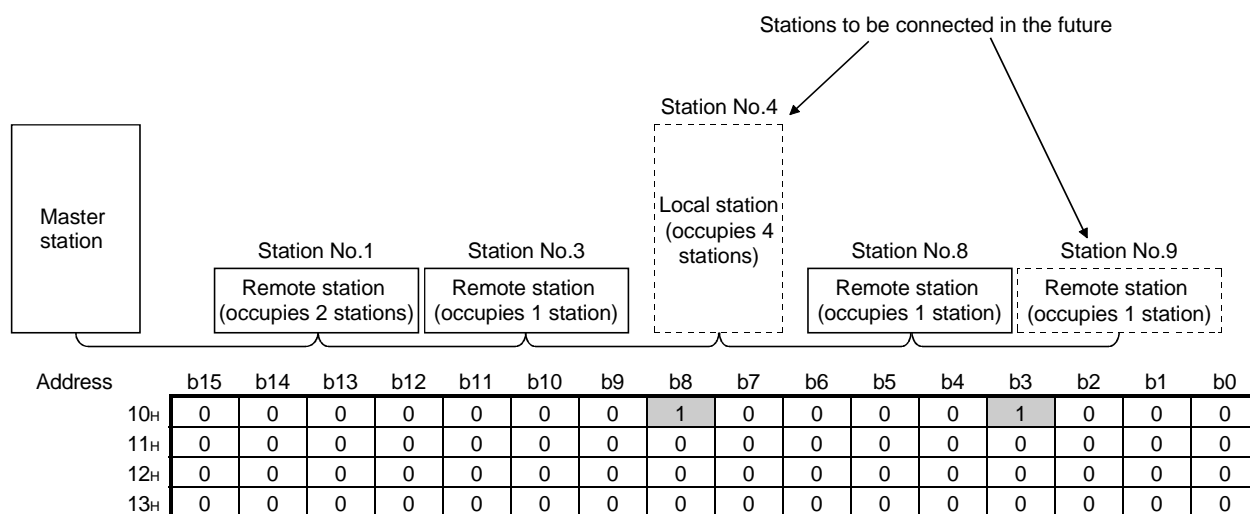 Stations to be connected in the future
Station No.4
Master
station
Local station
(occupies 4
stations)
Station No.1
Station No.3
Station No.8
Station No.9
Remote station
(occupies 2 stations)
Remote station
(occupies 1 station)
Remote station
(occupies 1 station)
Remote station
(occupies 1 station)
Address b15 b14 b13 b12 b11 b10 b9 b8 b7 b6 b5 b4 b3 b2 b1 b0
10H 0 0 0 0 0 0 0 1 0 0 0 0 1 0 0 0
11H 0 0 0 0 0 0 0 0 0 0 0 0 0 0 0 0
12H 0 0 0 0 0 0 0 0 0 0 0 0 0 0 0 0
13H 0 0 0 0 0 0 0 0 0 0 0 0 0 0 0 0